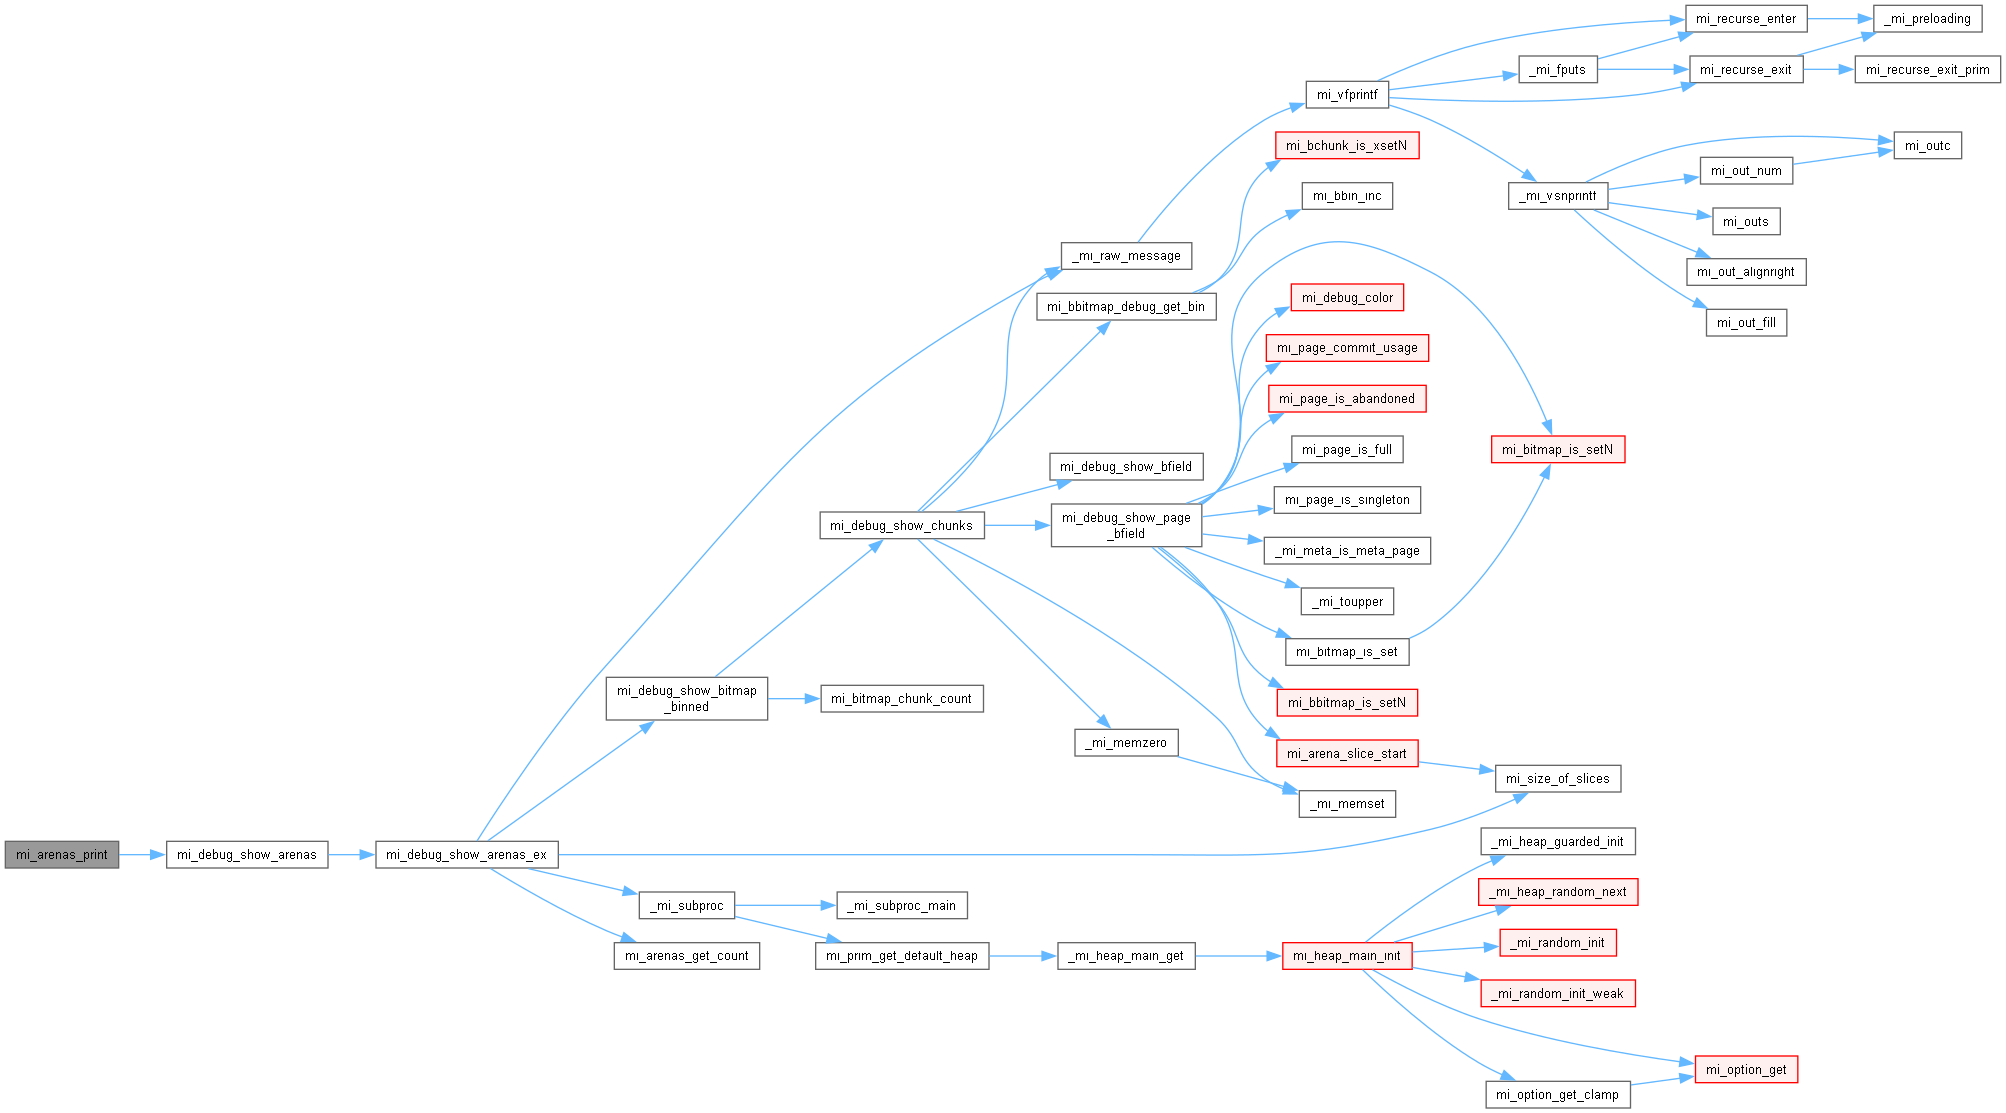 mi_arenas_print
mi_debug_show_arenas
mi_debug_show_arenas_ex
_mi_raw_message
mi_vfprintf
mi_recurse_enter
_mi_preloading
_mi_fputs
mi_recurse_exit
mi_recurse_exit_prim
_mi_vsnprintf
mi_outc
mi_out_num
mi_outs
mi_out_alignright
mi_out_fill
mi_debug_show_bitmap
_binned
mi_debug_show_chunks
mi_bbitmap_debug_get_bin
mi_bchunk_is_xsetN
mi_bbin_inc
mi_debug_show_bfield
mi_debug_show_page
_bfield
mi_debug_color
mi_page_commit_usage
mi_page_is_abandoned
mi_page_is_full
mi_page_is_singleton
_mi_meta_is_meta_page
_mi_toupper
mi_bitmap_is_set
mi_bitmap_is_setN
mi_bbitmap_is_setN
mi_arena_slice_start
mi_size_of_slices
_mi_memzero
_mi_memset
mi_bitmap_chunk_count
_mi_subproc
_mi_subproc_main
mi_prim_get_default_heap
_mi_heap_main_get
mi_heap_main_init
_mi_heap_guarded_init
_mi_heap_random_next
_mi_random_init
_mi_random_init_weak
mi_option_get
mi_option_get_clamp
mi_arenas_get_count